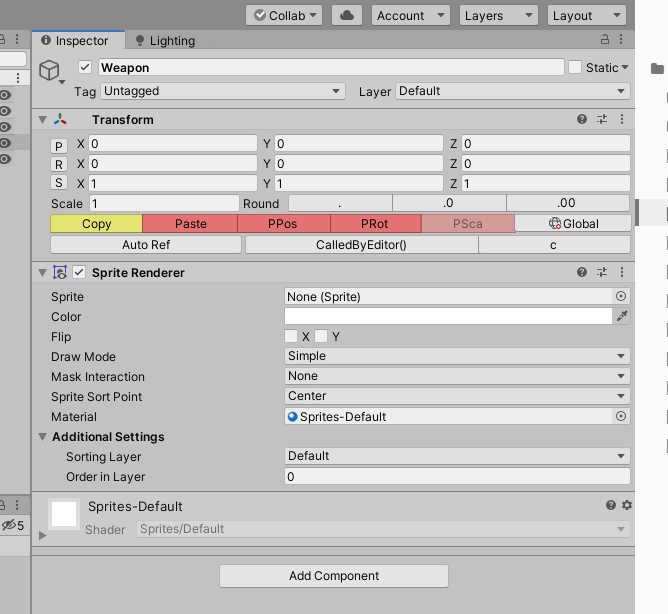 Collab Account Layers Layout
Inspector Lighting
Weapon Static
Tag Untagged Layer Default
Transform
P X 0 Y 0 Z 0
R X 0 Y 0 Z 0
S X 1 Y 1 Z 1
Scale 1 Round . .0 .00
Copy Paste PPos PRot PSca Global
Auto Ref CalledByEditor() c
Sprite Renderer
Sprite None (Sprite)
Color
Flip X Y
Draw Mode Simple
Mask Interaction None
Sprite Sort Point Center
Material Sprites-Default
Additional Settings
Sorting Layer Default
Order in Layer 0
Sprites-Default
5 Shader Sprites/Default
Add Component